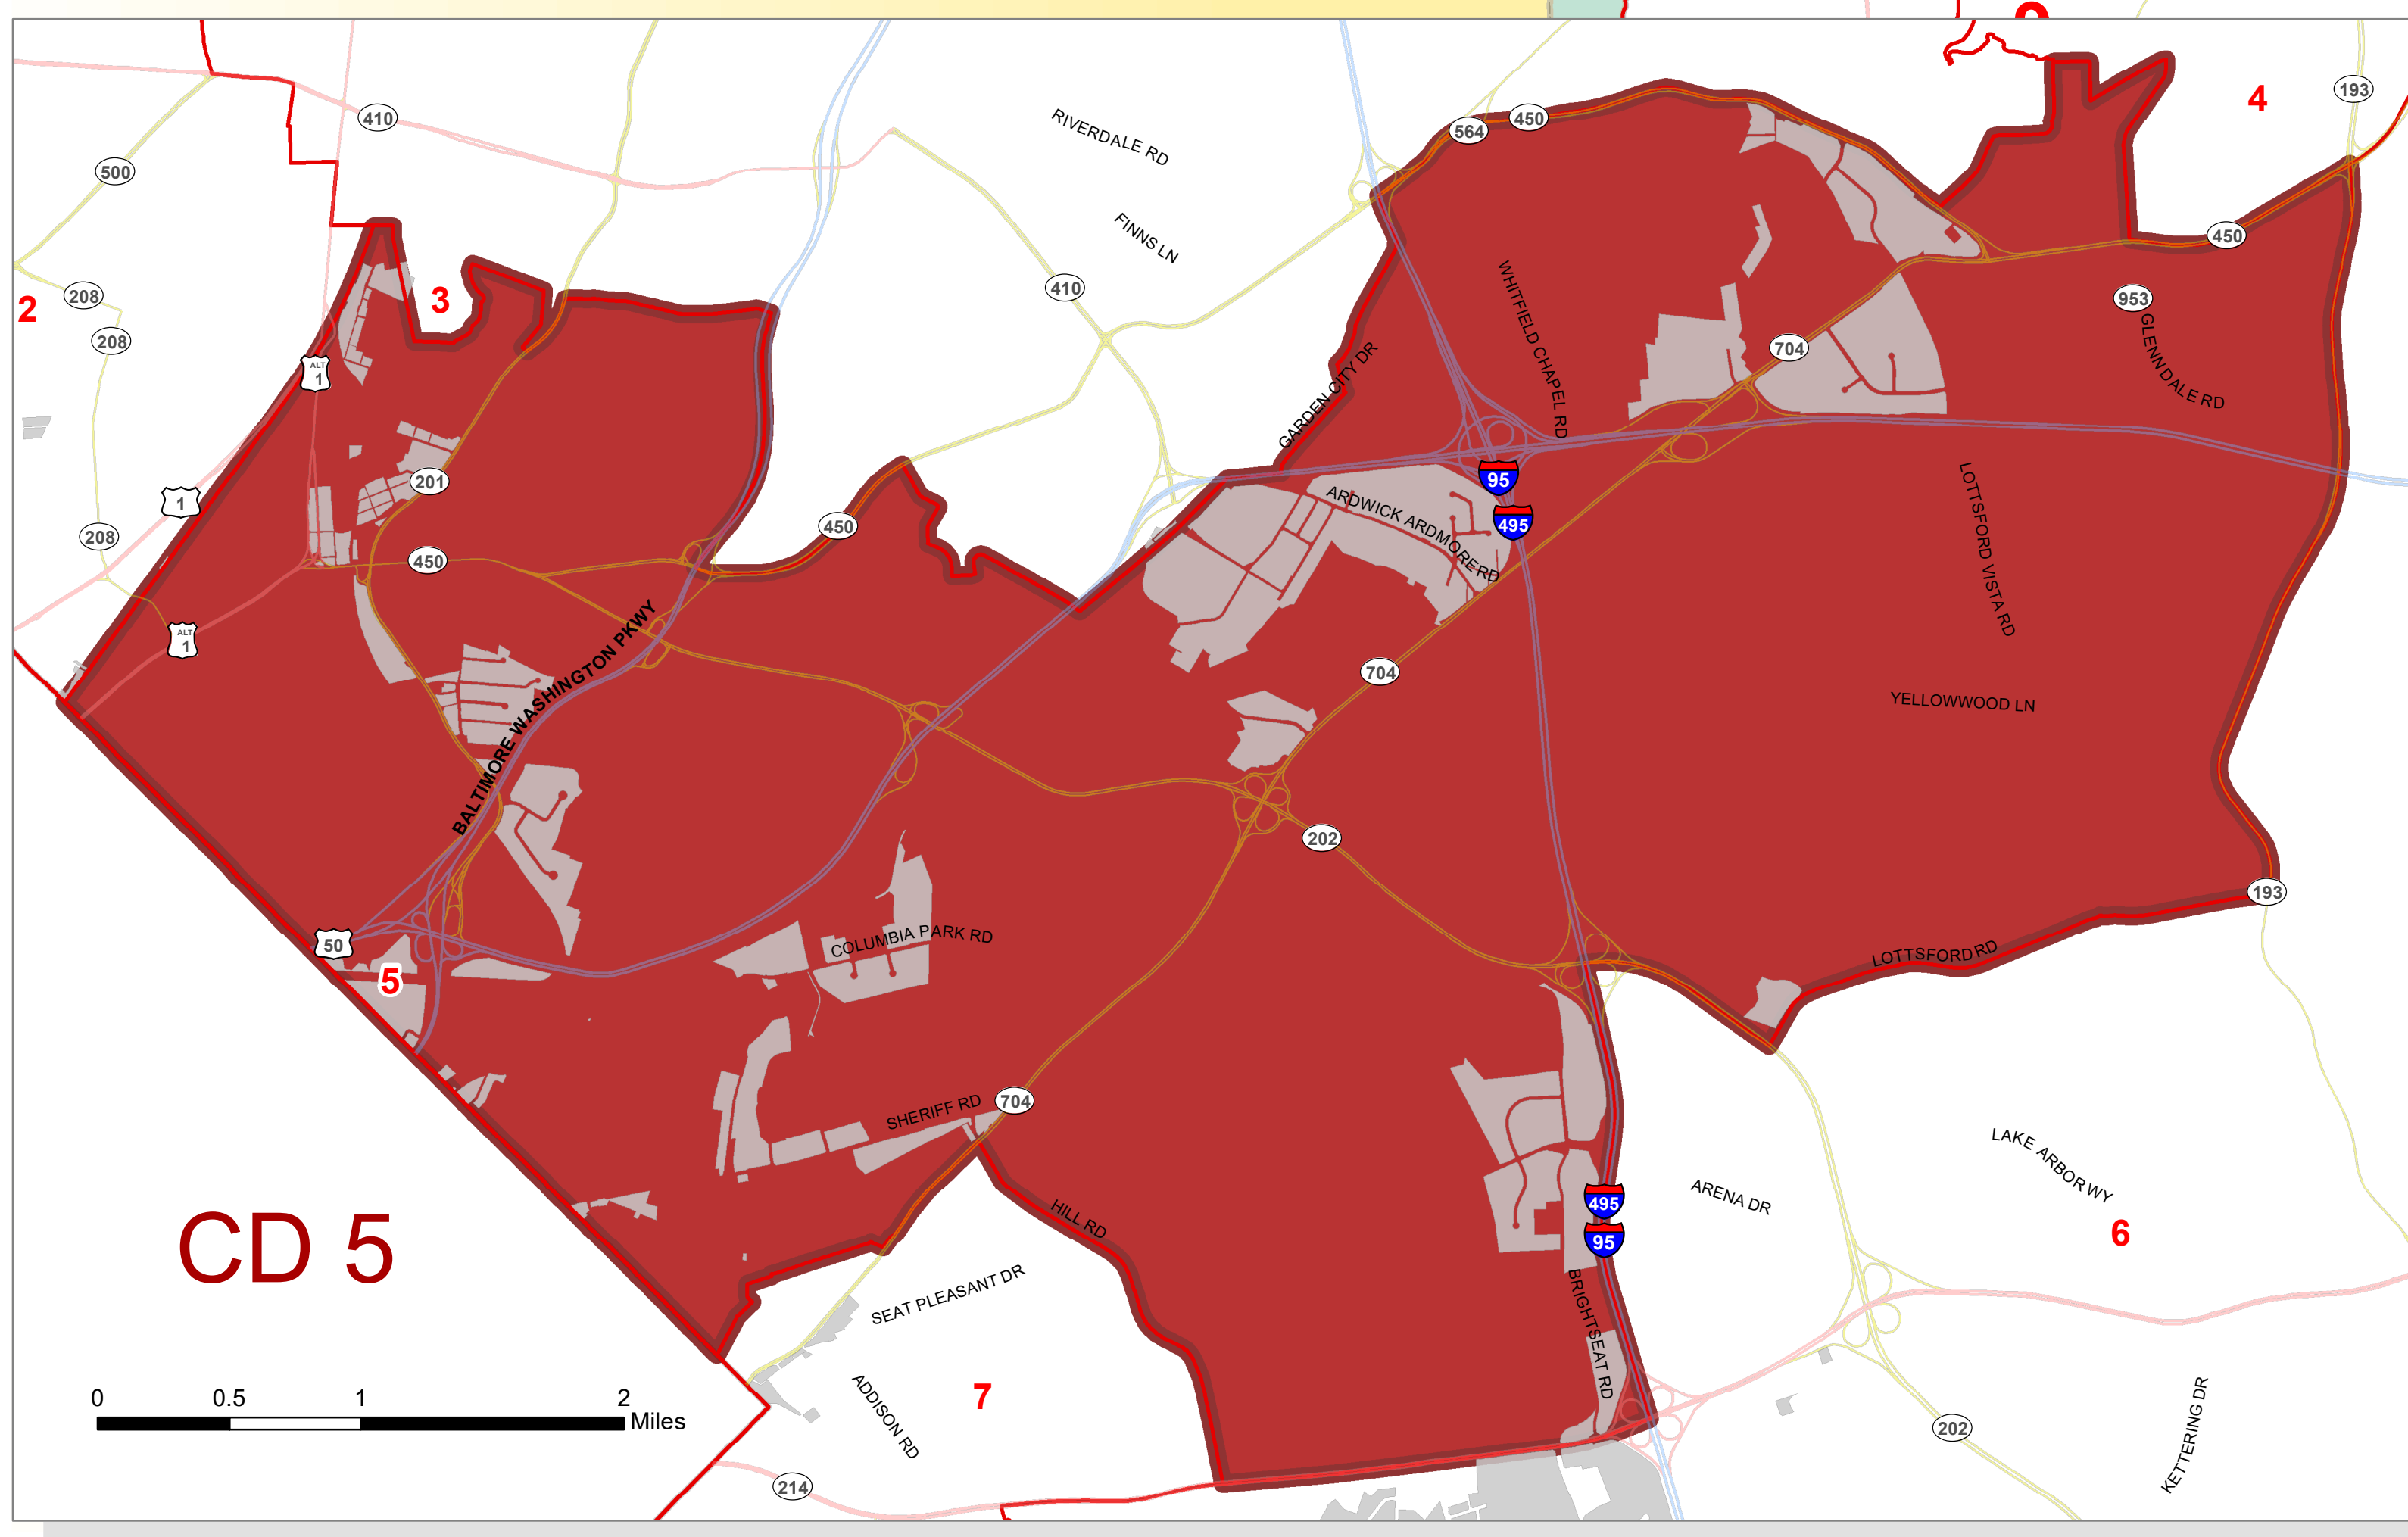 4
193
410
564
450
RIVERDALE RD
500
FINNS LN
450
3
410
208
2
953
WHITFIELD CHAPEL RD
208
704
GLENNDALE RD
ALT
1
GARDEN CITY DR
201
1
95
ARDWICK ARDMORE RD
495
450
208
450
LOTTSFORD VISTA RD
ALT
1
BALTIMORE WASHINGTON PKWY
704
YELLOWWOOD LN
202
193
50
COLUMBIA PARK RD
LOTTSFORD RD
5
704
SHERIFF RD
LAKE ARBOR WY
ARENA DR
495
HILL RD
95
6
CD 5
SEAT PLEASANT DR
BRIGHTSEAT RD
0 0.5 1 2
Miles
7
ADDISON RD
202
KETTERING DR
214